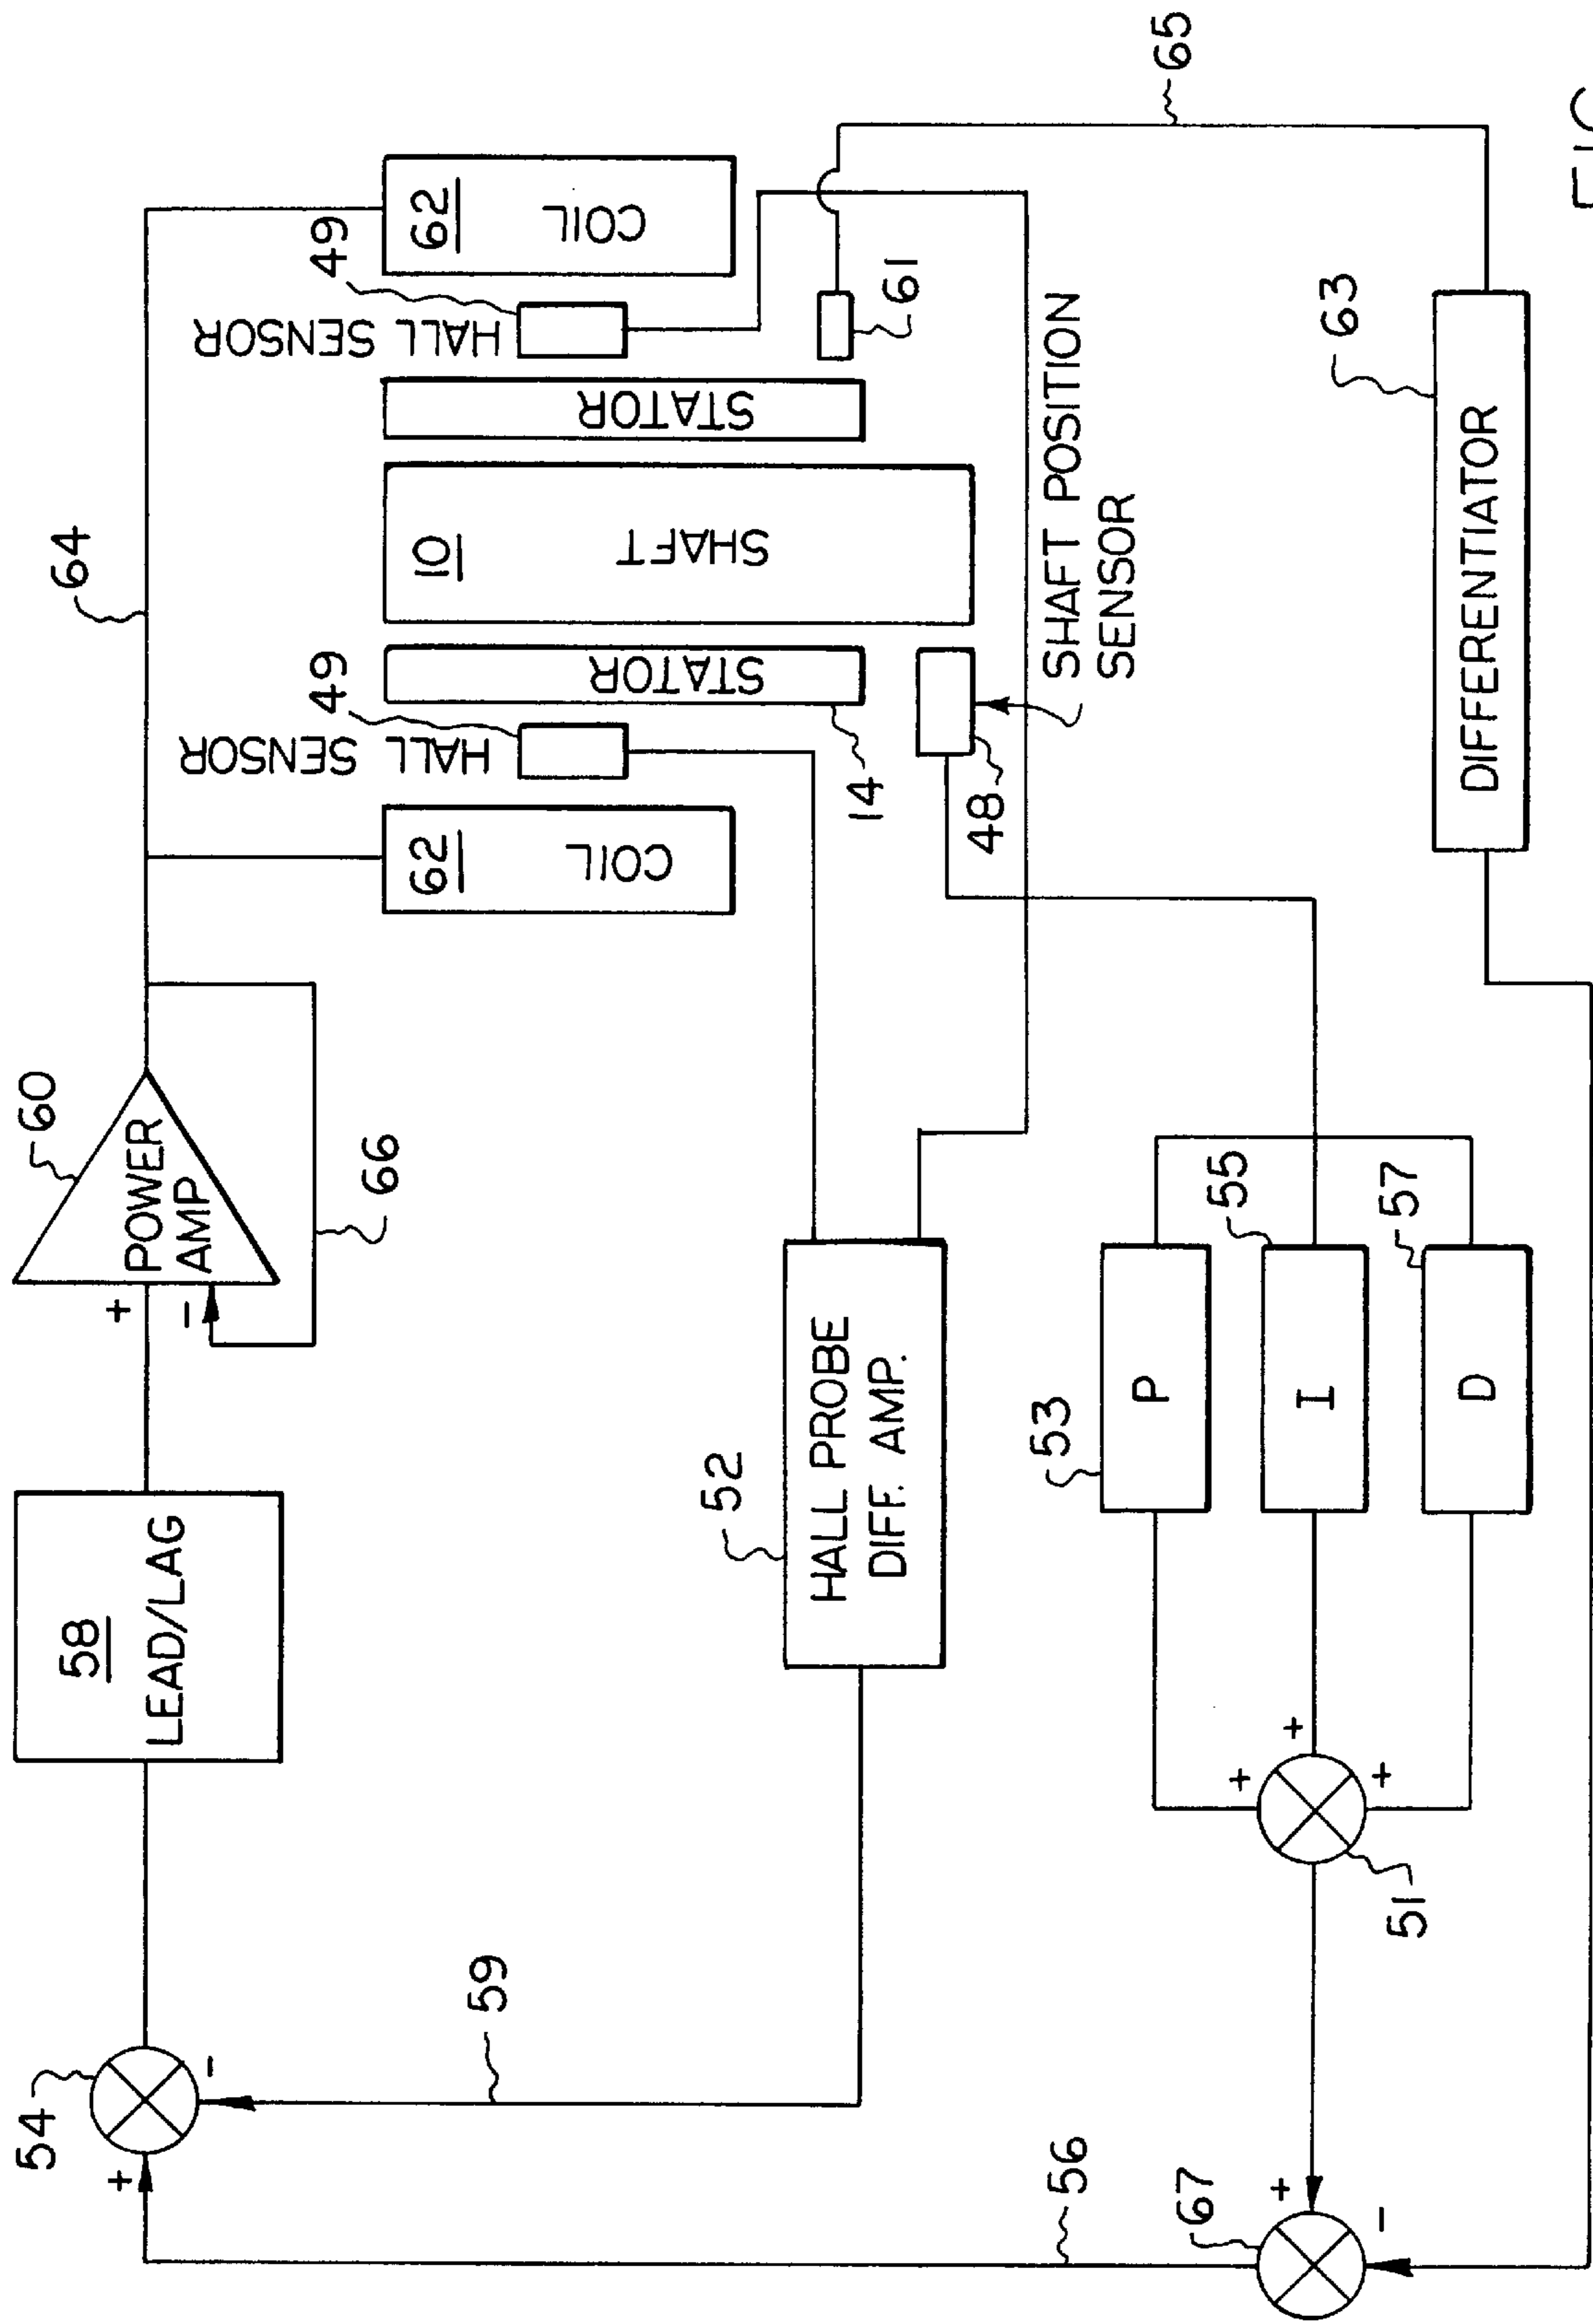 54
+
-
58
LEAD/LAG
60
POWER
AMP
+
-
66
64
62
COIL
49
HALL SENSOR
STATOR
14
10
SHAFT
STATOR
49
HALL SENSOR
62
COIL
61
65
48
SHAFT POSITION
SENSOR
59
52
HALL PROBE
DIFF. AMP.
53
P
55
I
57
D
+
+
+
51
56
67
+
-
63
DIFFERENTIATOR